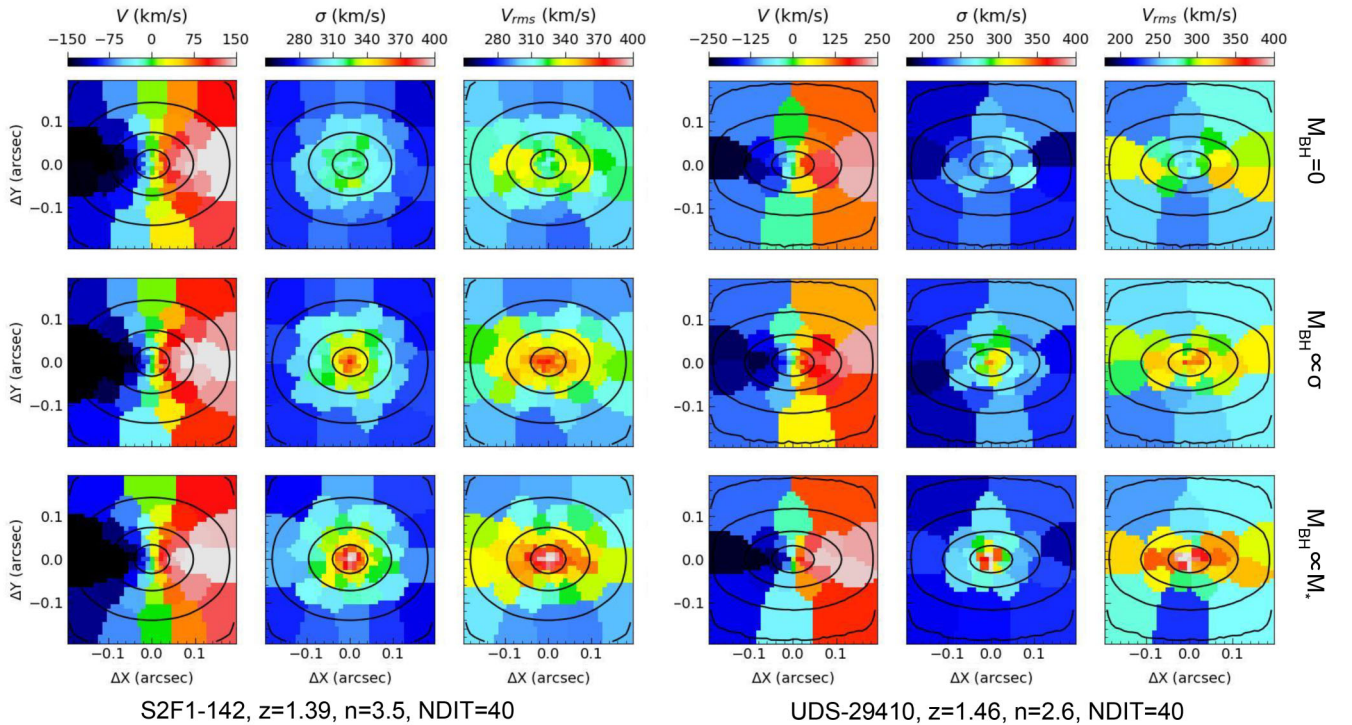 V (km/s) σ (km/s) V_rms (km/s) V (km/s) σ (km/s) V_rms (km/s)
−150 −75 0 75 150 280 310 340 400 280 310 340 400 −250 −125 0 125 250 200 250 290 340 400 200 250 290 340 400
ΔY (arcsec) 0.1 0.0 −0.1 M_BH=0
ΔY (arcsec) 0.1 0.0 −0.1 M_BH∝σ
ΔY (arcsec) 0.1 0.0 −0.1 M_BH∝M_*
−0.1 0.0 0.1 −0.1 0.0 0.1 −0.1 0.0 0.1 −0.1 0.0 0.1 −0.1 0.0 0.1 −0.1 0.0 0.1
ΔX (arcsec) ΔX (arcsec) ΔX (arcsec) ΔX (arcsec) ΔX (arcsec) ΔX (arcsec)
S2F1-142, z=1.39, n=3.5, NDIT=40 UDS-29410, z=1.46, n=2.6, NDIT=40